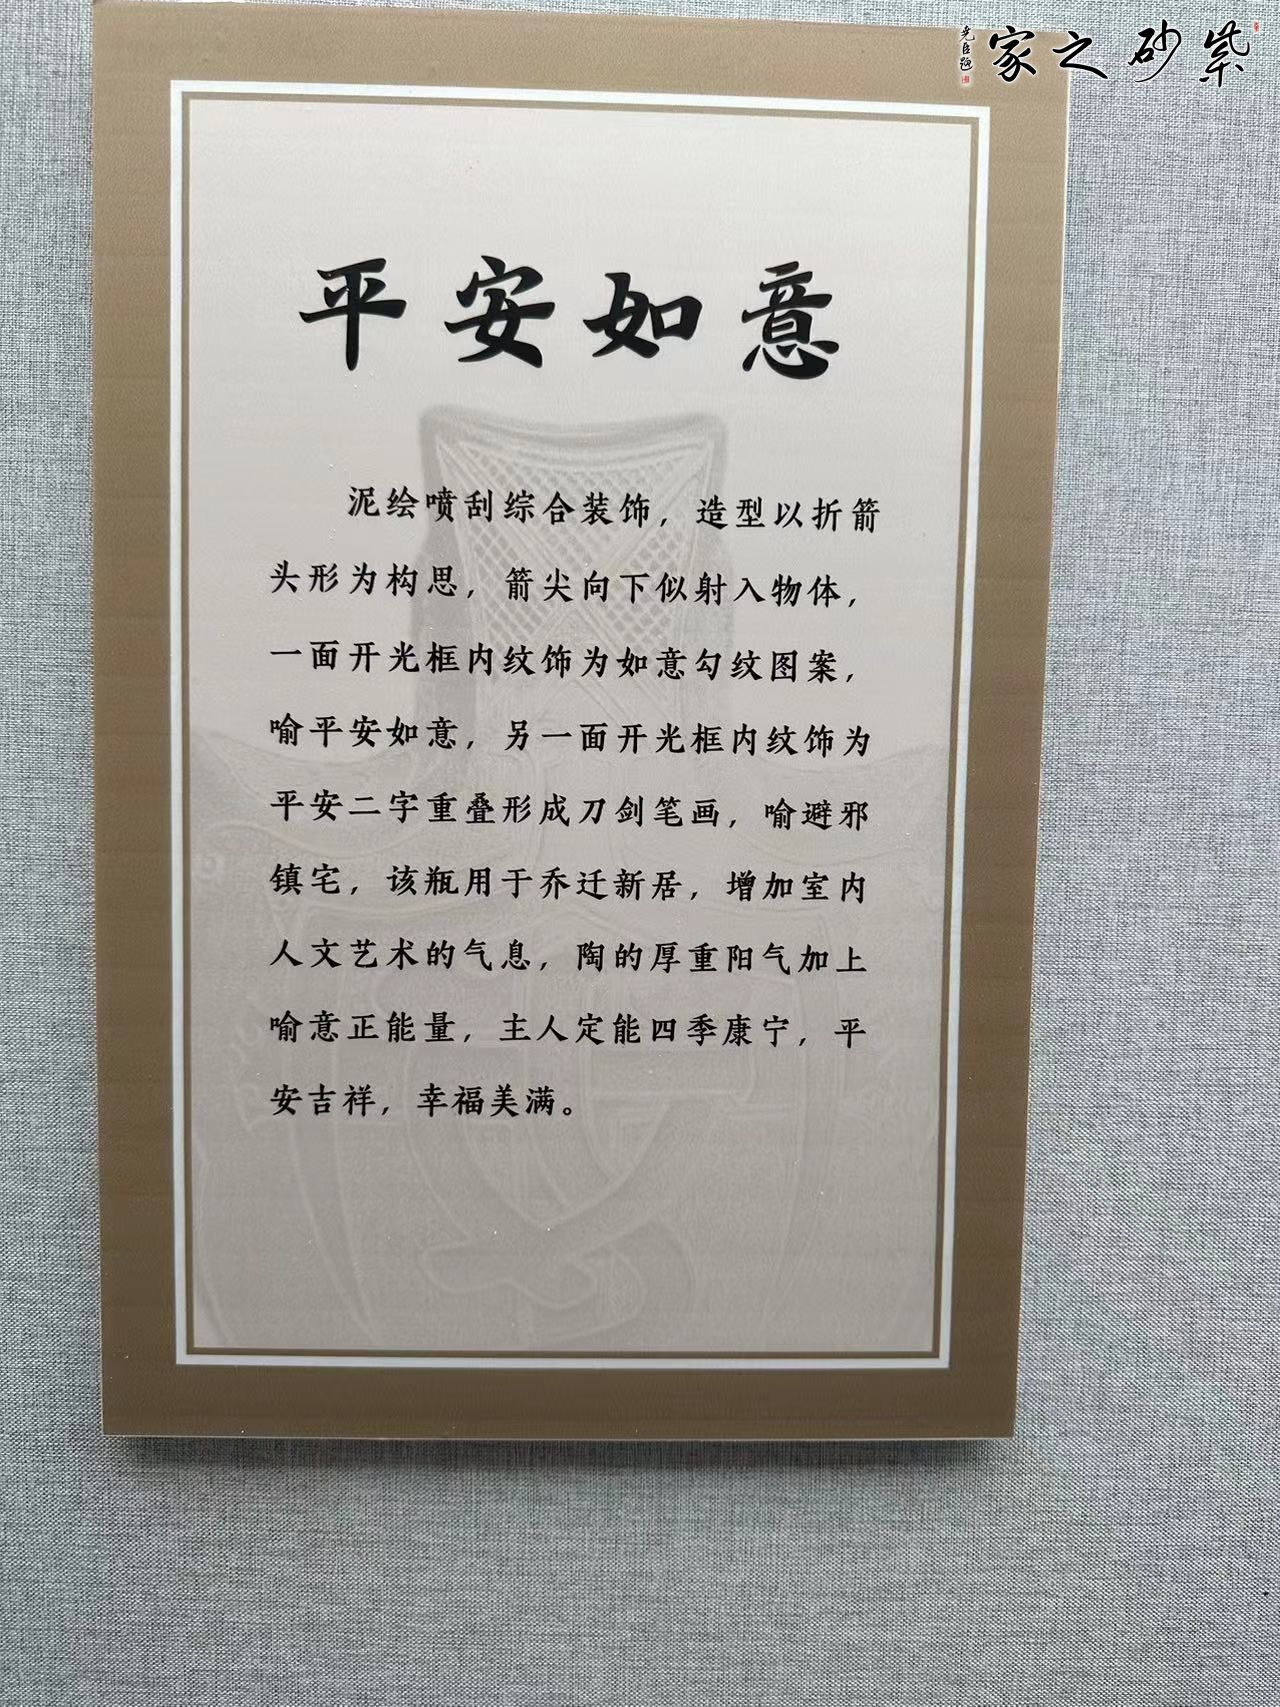 紫砂之家
平安如意
泥绘喷刮综合装饰，造型以折箭
头形为构思，箭尖向下似射入物体，
一面开光框内纹饰为如意勾纹图案，
喻平安如意，另一面开光框内纹饰为
平安二字重叠形成刀剑笔画，喻避邪
镇宅，该瓶用于乔迁新居，增加室内
人文艺术的气息，陶的厚重阳气加上
喻意正能量，主人定能四季康宁，平
安吉祥，幸福美满。